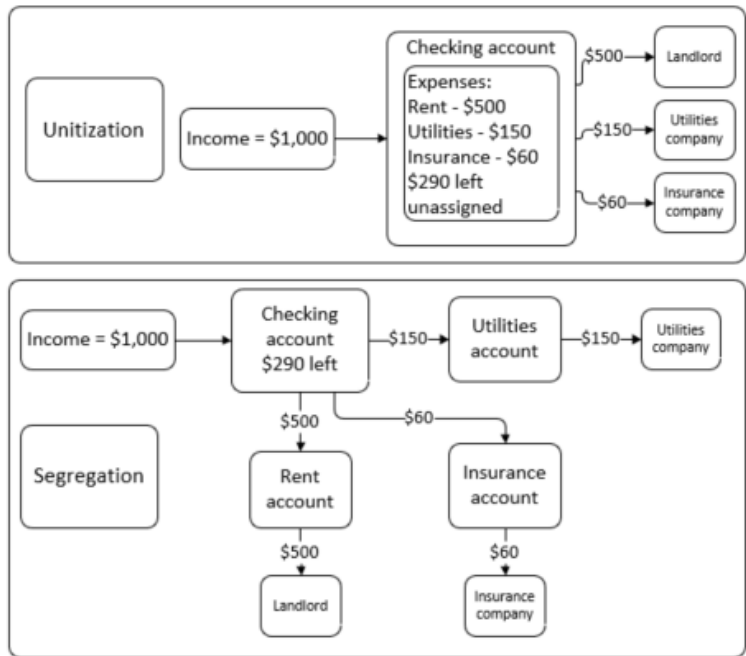 Unitization
Income = $1,000
Checking account
Expenses:
Rent - $500
Utilities - $150
Insurance - $60
$290 left
unassigned
$500
Landlord
$150
Utilities
company
$60
Insurance
company
Income = $1,000
Checking
account
$290 left
$150
Utilities
account
$150
Utilities
company
$500
$60
Segregation
Rent
account
Insurance
account
$500
$60
Landlord
Insurance
company